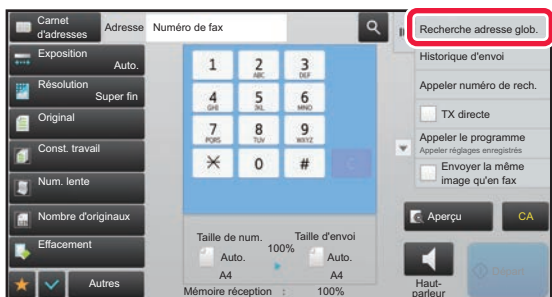 Carnet
d'adresses
Adresse
Numéro de fax
Recherche adresse glob.
Exposition
Auto.
Résolution
Super fin
Original
Const. travail
Num. lente
Nombre d'originaux
Effacement
Autres
1
2
ABC
3
DEF
4
GHI
5
JKL
6
MNO
7
PQRS
8
TUV
9
WXYZ
0
#
C
Taille de num.
100%
Taille d'envoi
Auto.
Auto.
A4
A4
Mémoire réception : 100%
Historique d'envoi
Appeler numéro de rech.
TX directe
Appeler le programme
Appeler réglages enregistrés
Envoyer la même
image qu'en fax
Aperçu
CA
Haut-
parleur
Départ